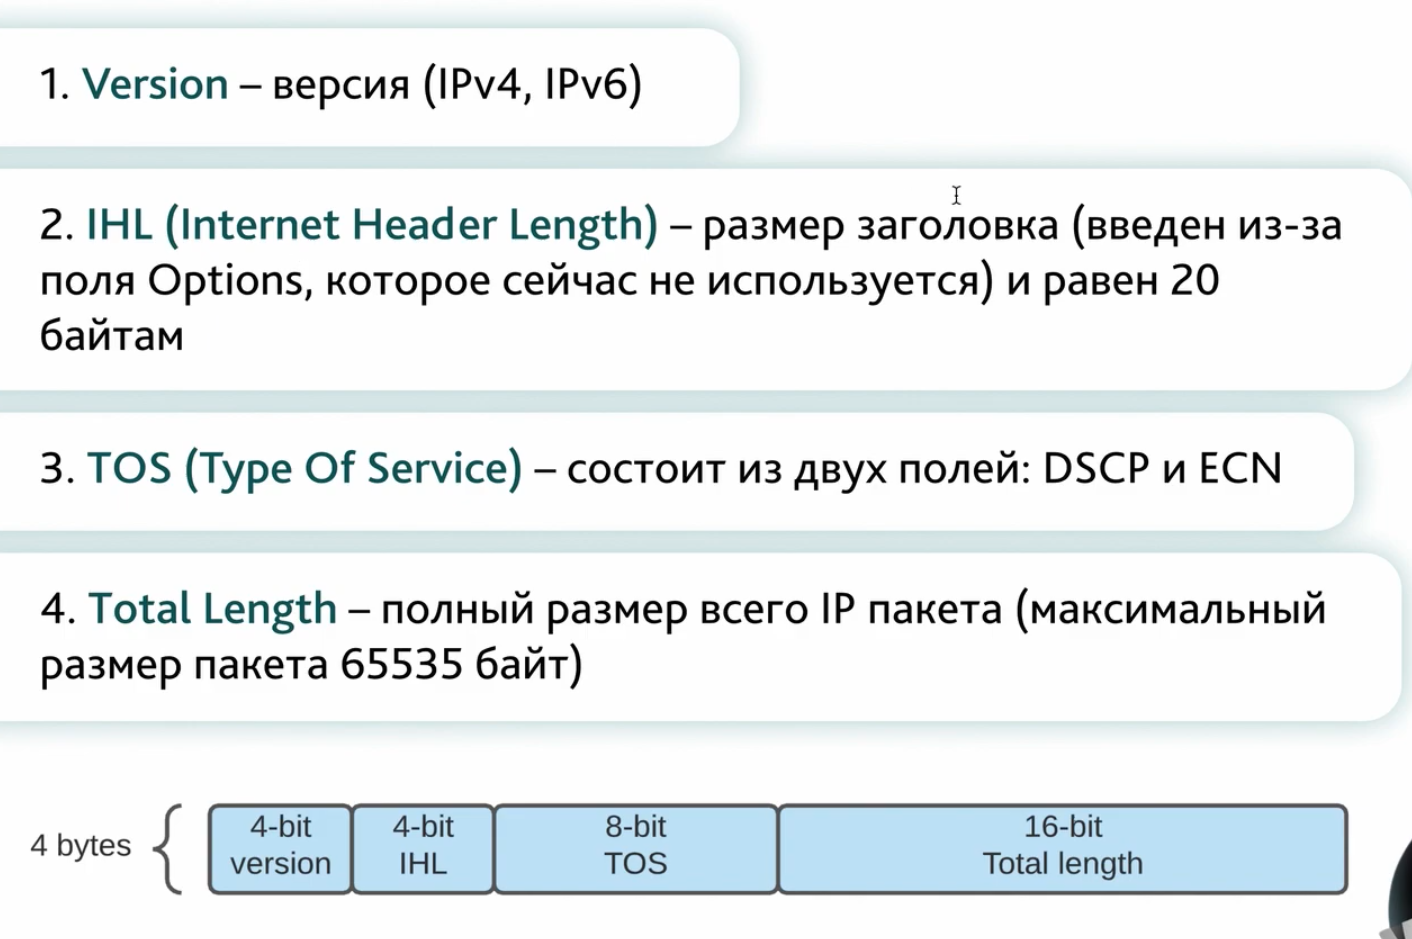 1. Version – версия (IPv4, IPv6)
2. IHL (Internet Header Length) – размер заголовка (введен из-за
поля Options, которое сейчас не используется) и равен 20
байтам
3. TOS (Type Of Service) – состоит из двух полей: DSCP и ECN
4. Total Length – полный размер всего IP пакета (максимальный
размер пакета 65535 байт)
4 bytes
4-bit
version
4-bit
IHL
8-bit
TOS
16-bit
Total length